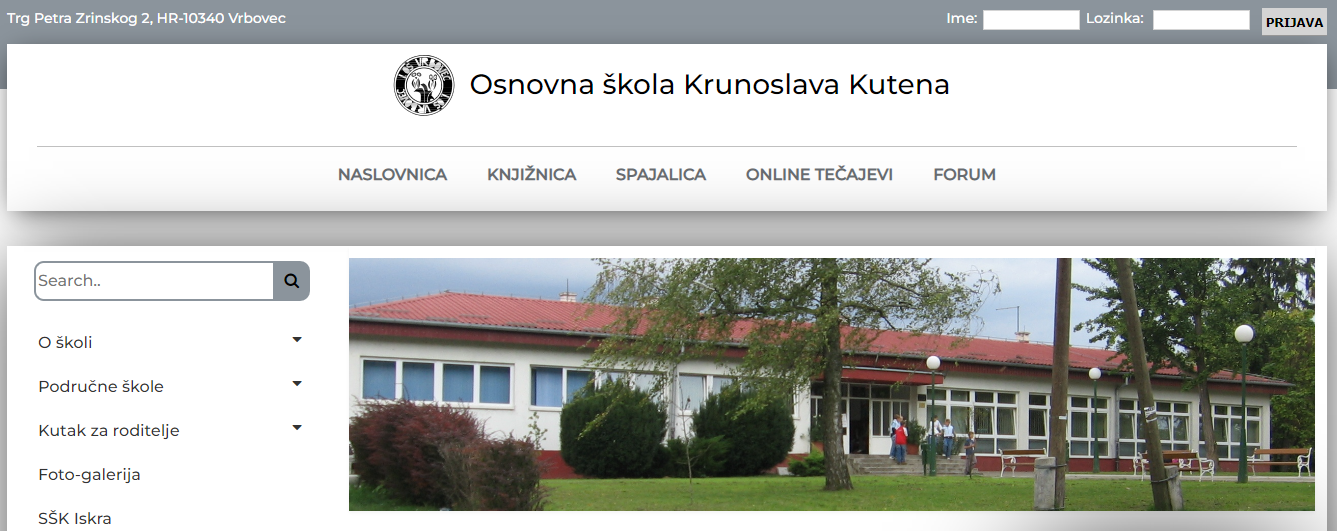 Trg Petra Zrinskog 2, HR-10340 Vrbovec
Ime: Lozinka: PRIJAVA
Osnovna škola Krunoslava Kutena
NASLOVNICA KNJIŽNICA SPAJALICA ONLINE TEČAJEVI FORUM
Search..
O školi
Područne škole
Kutak za roditelje
Foto-galerija
SŠK Iskra